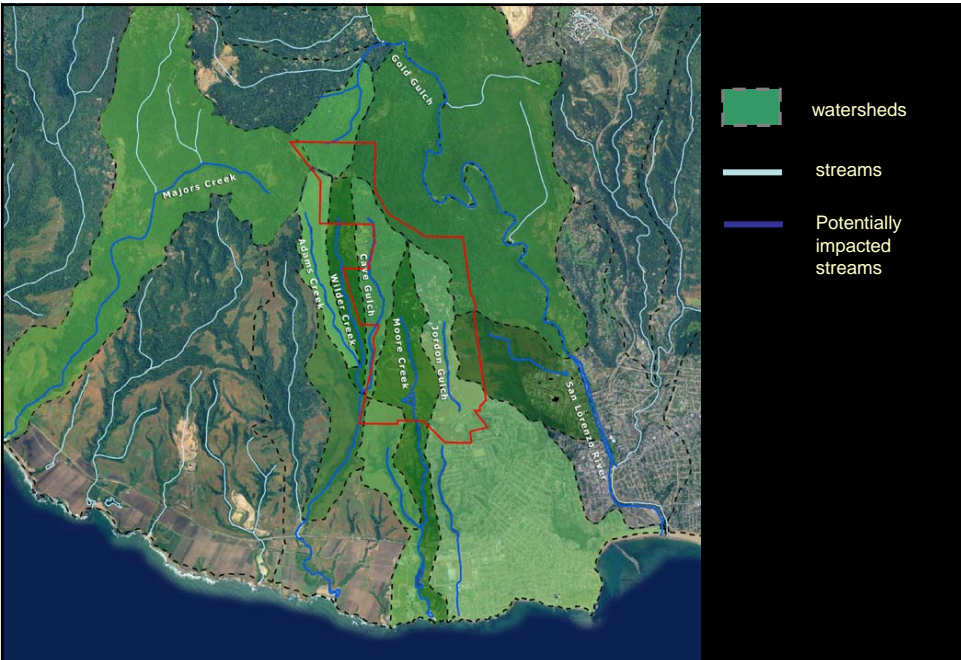 Gold Gulch
Majors Creek
Adams Creek
Wilder Creek
Cave Gulch
Moore Creek
Jordon Gulch
San Lorenzo River
watersheds
streams
Potentially
impacted
streams